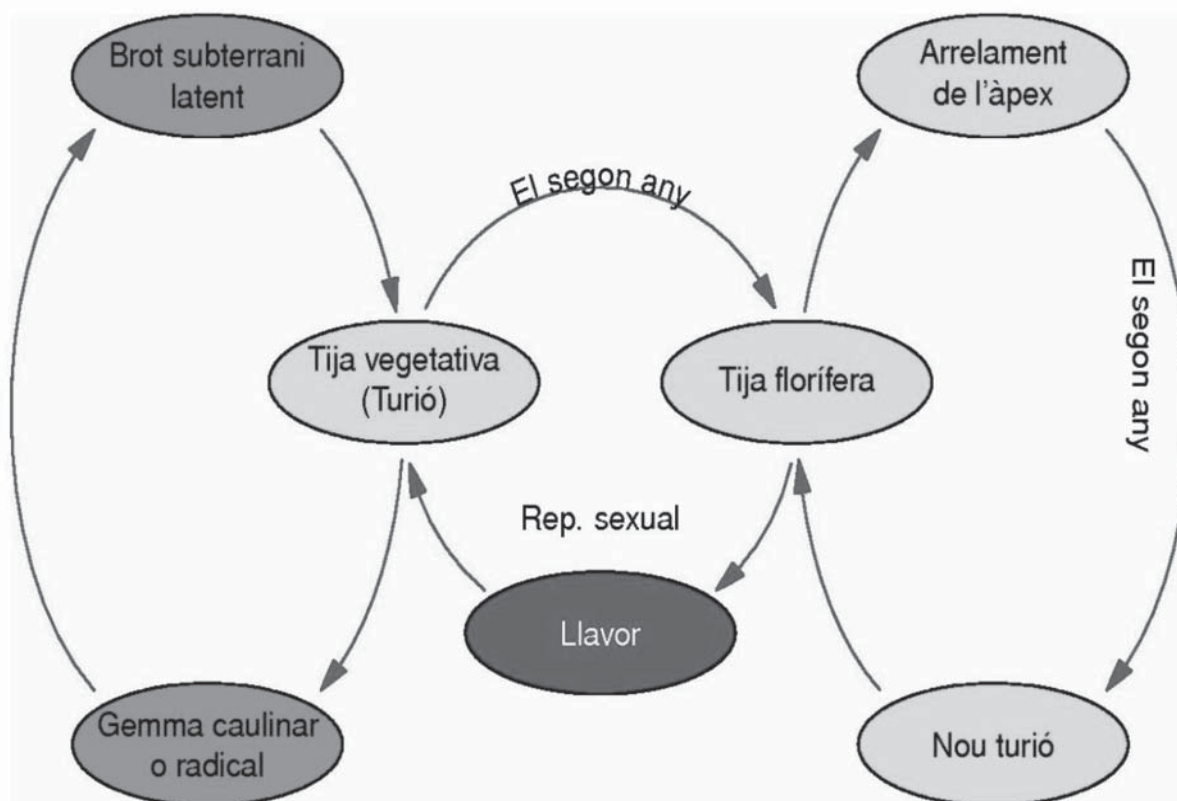 Brot subterrani
latent
Arrelament
de l'àpex
El segon any
El segon any
Tija vegetativa
(Turió)
Tija florífera
Rep. sexual
Llavor
Gemma caulinar
o radical
Nou turió